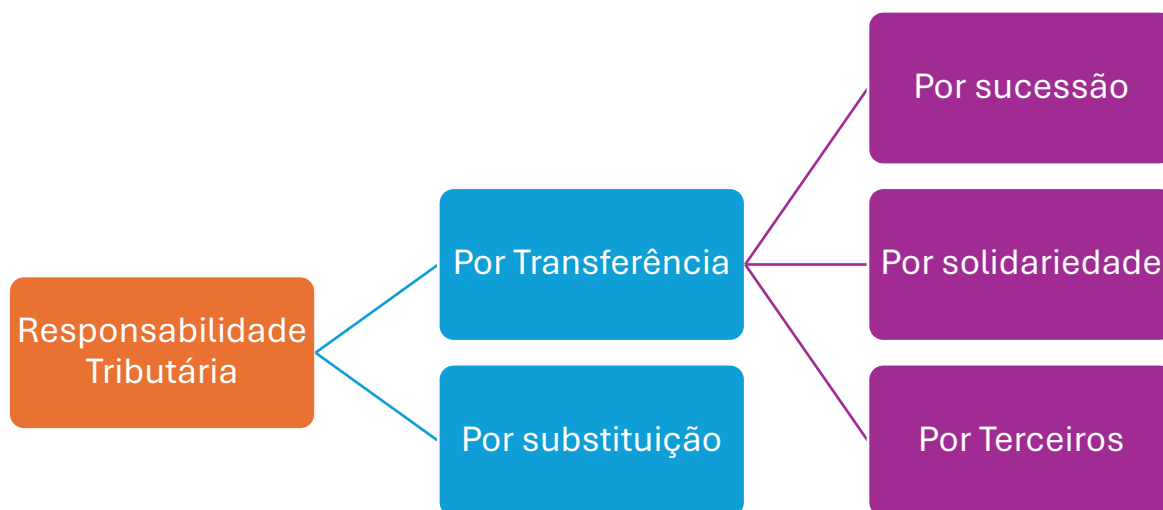 Responsabilidade
Tributária
Por Transferência
Por substituição
Por sucessão
Por solidariedade
Por Terceiros